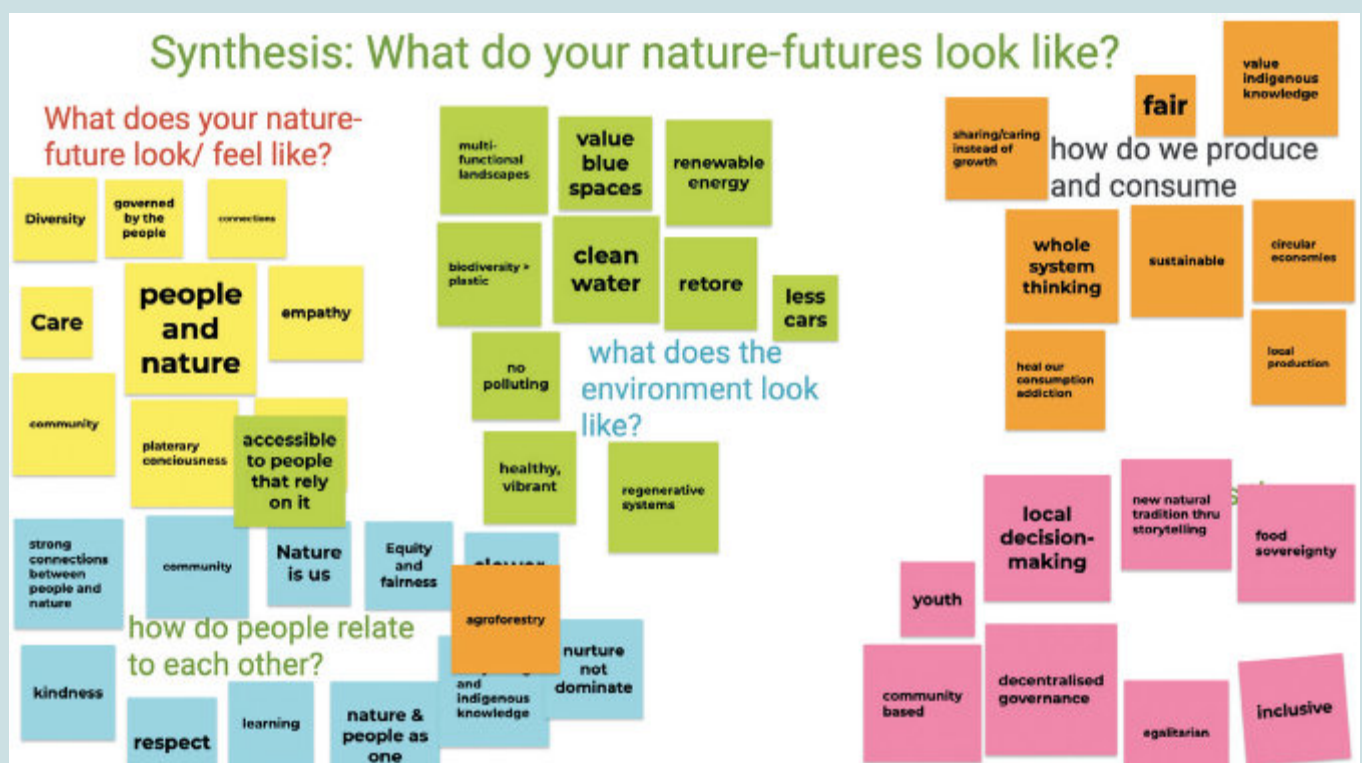 Synthesis: What do your nature-futures look like?
What does your nature-
future look/ feel like?
Diversity
governed
by the
people
connections
Care
people
and
nature
empathy
community
platerary
conciousness
accessible
to people
that rely
on it
multi-
functional
landscapes
value
blue
spaces
renewable
energy
biodiversity >
plastic
clean
water
retore
less
cars
no
polluting
what does the
environment look
like?
healthy,
vibrant
regenerative
systems
sharing/caring
instead of
growth
fair
value
indigenous
knowledge
how do we produce
and consume
whole
system
thinking
sustainable
circular
economies
heal our
consumption
addiction
local
production
strong
connections
between
people and
nature
community
Nature
is us
Equity
and
fairness
agroforestry
how do people relate
to each other?
kindness
respect
learning
nature &
people as
one
and
indigenous
knowledge
nurture
not
dominate
local
decision-
making
new natural
tradition thru
storytelling
food
sovereignty
youth
community
based
decentralised
governance
egalitarian
inclusive